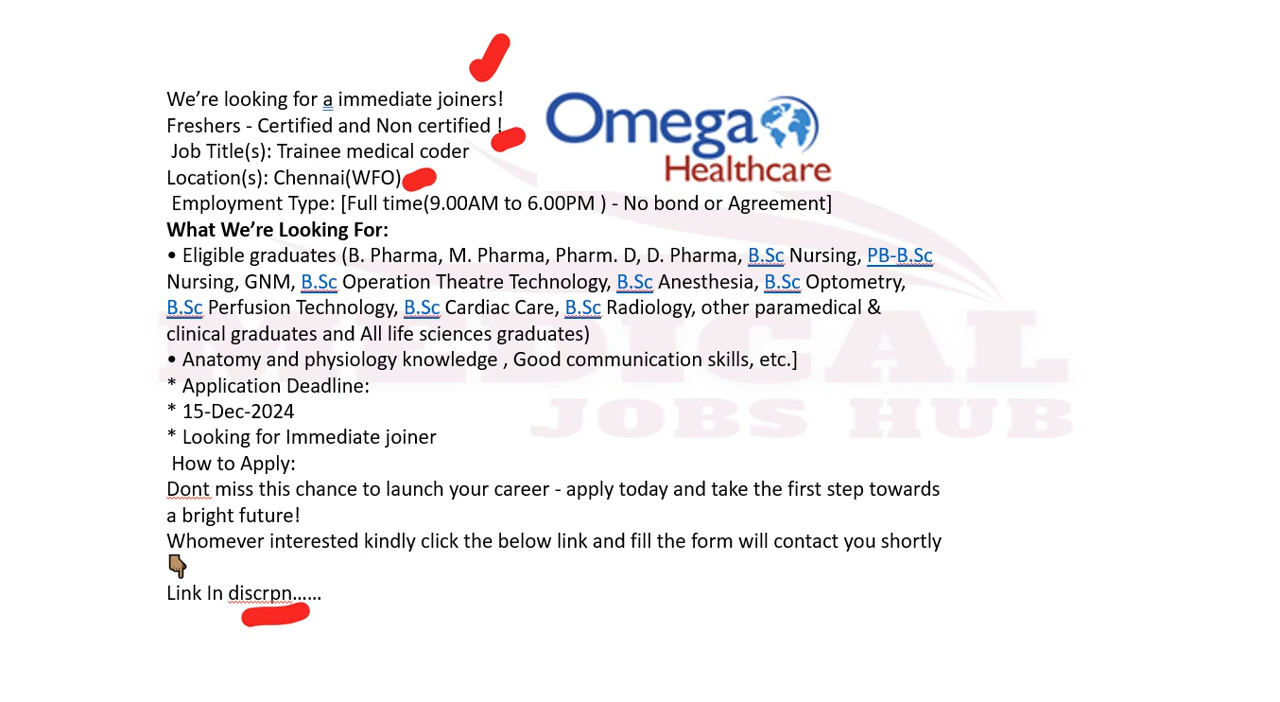 We're looking for a immediate joiners!
Freshers - Certified and Non certified !
Job Title(s): Trainee medical coder
Location(s): Chennai(WFO)
Omega
Healthcare
Employment Type: [Full time(9.00AM to 6.00PM ) - No bond or Agreement]
What We're Looking For:
• Eligible graduates (B. Pharma, M. Pharma, Pharm. D, D. Pharma, B.Sc Nursing, PB-B.Sc
Nursing, GNM, B.Sc Operation Theatre Technology, B.Sc Anesthesia, B.Sc Optometry,
B.Sc Perfusion Technology, B.Sc Cardiac Care, B.Sc Radiology, other paramedical &
clinical graduates and All life sciences graduates)
• Anatomy and physiology knowledge , Good communication skills, etc.]
* Application Deadline:
* 15-Dec-2024
* Looking for Immediate joiner
How to Apply:
Dont miss this chance to launch your career - apply today and take the first step towards
a bright future!
Whomever interested kindly click the below link and fill the form will contact you shortly
👇🏽
Link In discrpn......
MEDICAL
JOBS HUB